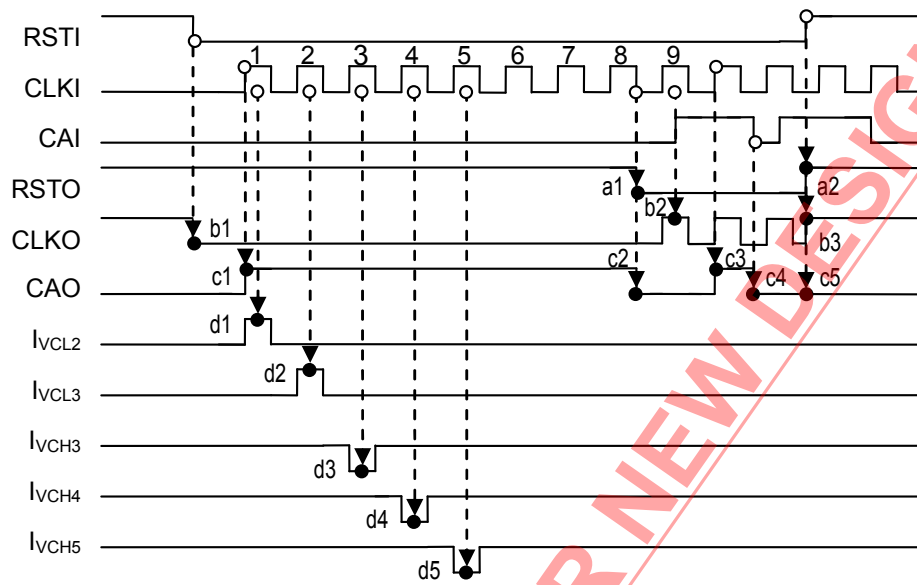 RSTI
1 2 3 4 5 6 7 8 9
CLKI
CAI
RSTO
a1
a2
b2
CLKO
b1
b3
CAO
c1
c2
c3
c4
c5
IVCL2
d1
IVCL3
d2
IVCH3
d3
IVCH4
d4
IVCH5
d5
R NEW DESIG